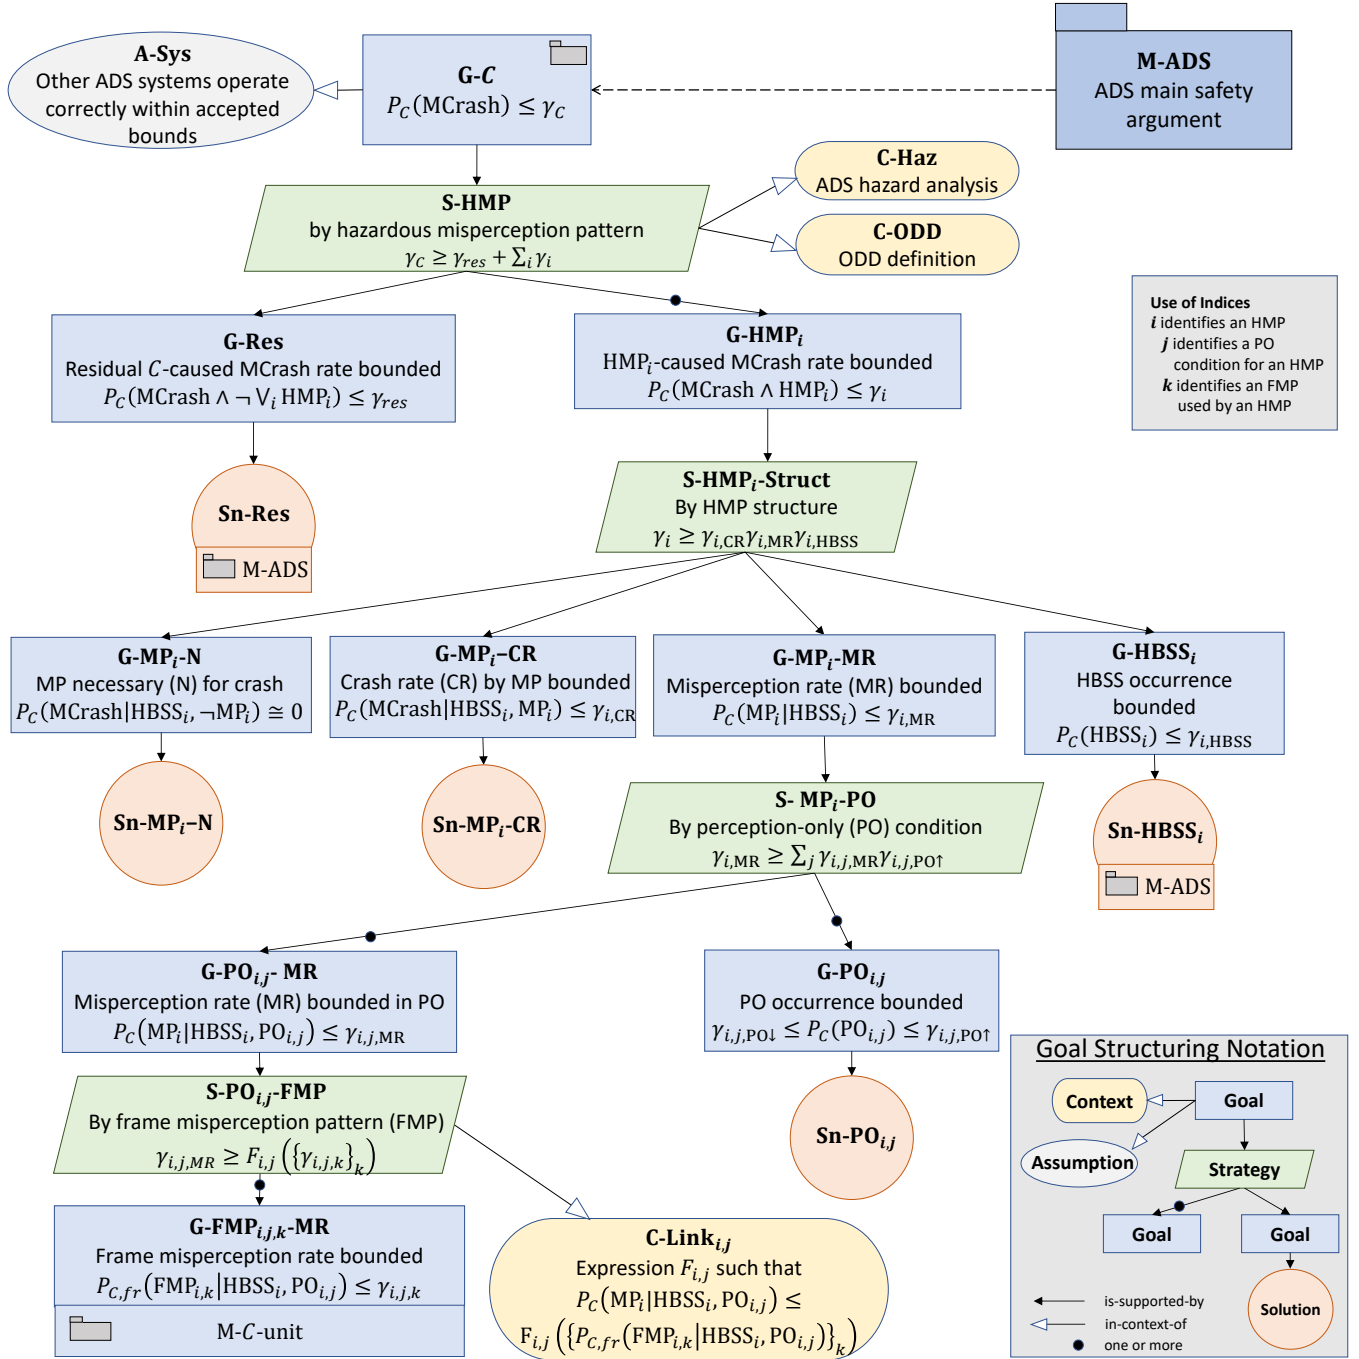 A-Sys
Other ADS systems operate
correctly within accepted
bounds
G-C
P_C(MCrash) ≤ γ_C
M-ADS
ADS main safety
argument
C-Haz
ADS hazard analysis
S-HMP
by hazardous misperception pattern
γ_C ≥ γ_res + ∑_i γ_i
C-ODD
ODD definition
Use of Indices
i identifies an HMP
j identifies a PO
condition for an HMP
k identifies an FMP
used by an HMP
G-Res
Residual C-caused MCrash rate bounded
P_C(MCrash ∧ ¬ ⋁_i HMP_i) ≤ γ_res
G-HMP_i
HMP_i-caused MCrash rate bounded
P_C(MCrash ∧ HMP_i) ≤ γ_i
Sn-Res
M-ADS
S-HMP_i-Struct
By HMP structure
γ_i ≥ γ_i,CR γ_i,MR γ_i,HBSS
G-MP_i-N
MP necessary (N) for crash
P_C(MCrash|HBSS_i, ¬MP_i) ≅ 0
G-MP_i–CR
Crash rate (CR) by MP bounded
P_C(MCrash|HBSS_i, MP_i) ≤ γ_i,CR
G-MP_i-MR
Misperception rate (MR) bounded
P_C(MP_i|HBSS_i) ≤ γ_i,MR
G-HBSS_i
HBSS occurrence
bounded
P_C(HBSS_i) ≤ γ_i,HBSS
Sn-MP_i–N
Sn-MP_i-CR
S- MP_i-PO
By perception-only (PO) condition
γ_i,MR ≥ ∑_j γ_i,j,MR γ_i,j,PO↑
Sn-HBSS_i
M-ADS
G-PO_i,j- MR
Misperception rate (MR) bounded in PO
P_C(MP_i|HBSS_i, PO_i,j) ≤ γ_i,j,MR
G-PO_i,j
PO occurrence bounded
γ_i,j,PO↓ ≤ P_C(PO_i,j) ≤ γ_i,j,PO↑
S-PO_i,j-FMP
By frame misperception pattern (FMP)
γ_i,j,MR ≥ F_i,j ({γ_i,j,k}_k)
Sn-PO_i,j
G-FMP_i,j,k-MR
Frame misperception rate bounded
P_C,fr(FMP_i,k|HBSS_i, PO_i,j) ≤ γ_i,j,k
M-C-unit
C-Link_i,j
Expression F_i,j such that
P_C(MP_i|HBSS_i, PO_i,j) ≤
F_i,j ({P_C,fr(FMP_i,k|HBSS_i, PO_i,j)}_k)
Goal Structuring Notation
Context
Goal
Assumption
Strategy
Goal
Goal
Solution
is-supported-by
in-context-of
one or more